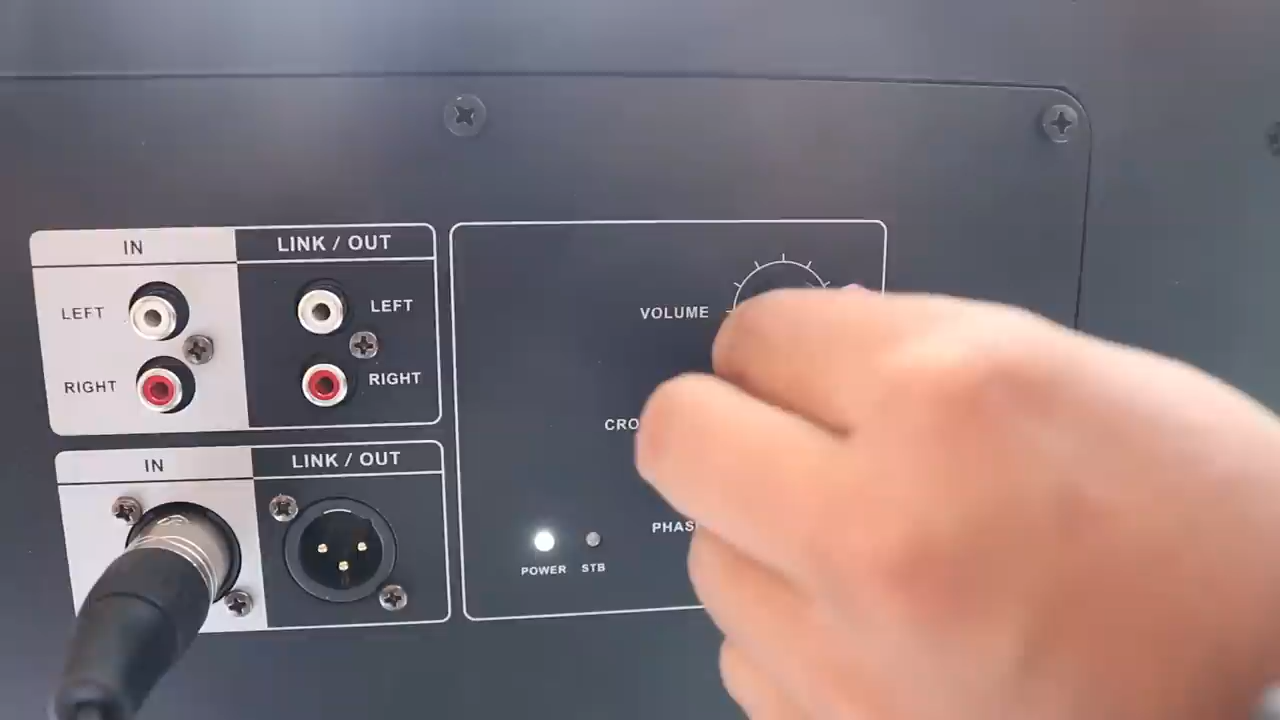 IN
LINK / OUT
LEFT
LEFT
RIGHT
RIGHT
IN
LINK / OUT
VOLUME
POWER
STB